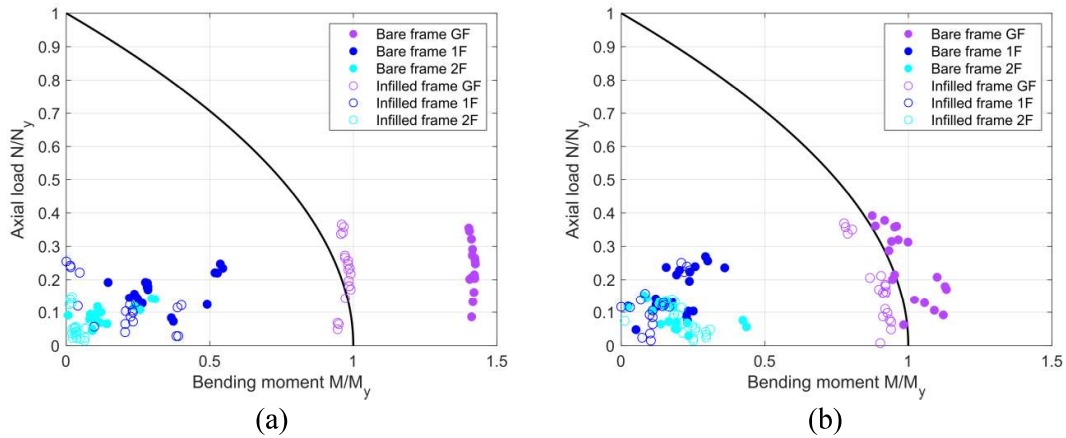 1
0.9
0.8
0.7
0.6
0.5
0.4
0.3
0.2
0.1
0
Axial load N/Ny
Bare frame GF
Bare frame 1F
Bare frame 2F
Infilled frame GF
Infilled frame 1F
Infilled frame 2F
0 0.5 1 1.5
Bending moment M/My
(a)
1
0.9
0.8
0.7
0.6
0.5
0.4
0.3
0.2
0.1
0
Axial load N/Ny
Bare frame GF
Bare frame 1F
Bare frame 2F
Infilled frame GF
Infilled frame 1F
Infilled frame 2F
0 0.5 1 1.5
Bending moment M/My
(b)